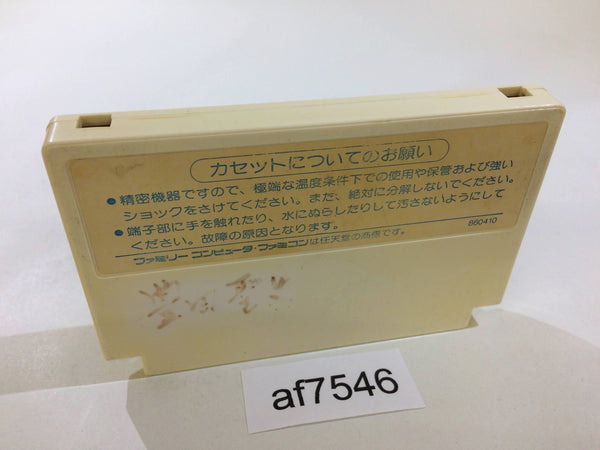 カセットについてのお願い
●精密機器ですので、極端な温度条件下での使用や保管および強い
ショックをさけてください。また、絶対に分解しないでください。
●端子部に手を触れたり、水にぬらしたりして汚さないようにして
ください。故障の原因となります。
860410
ファミリーコンピュータ・ファミコンは任天堂の商標です。
af7546